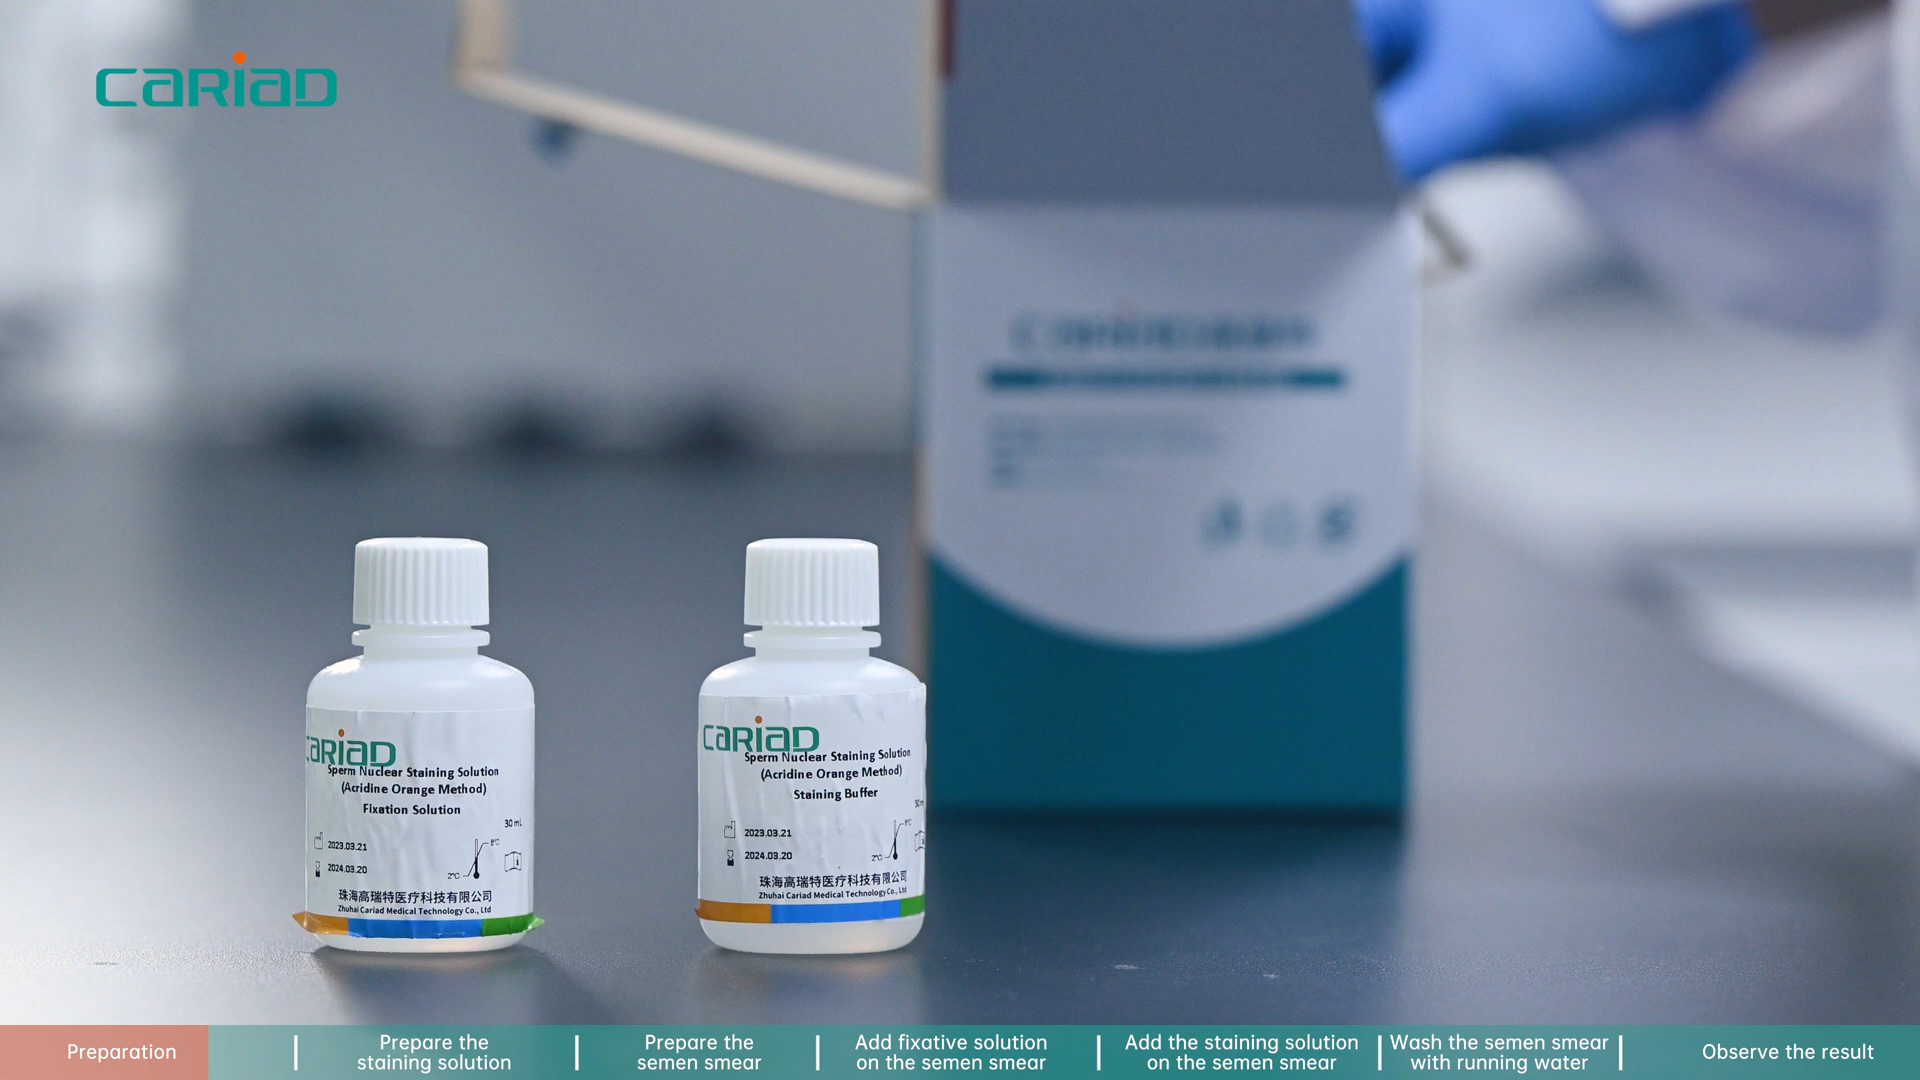 CARIAD
CARIAD
Sperm Nuclear Staining Solution
(Acridine Orange Method)
Fixation Solution
30 mL
2023.03.21
8°C
2024.03.20
2°C
珠海高瑞特医疗科技有限公司
Zhuhai Cariad Medical Technology Co., Ltd
CARIAD
Sperm Nuclear Staining Solution
(Acridine Orange Method)
Staining Buffer
2023.03.21
8°C
2024.03.20
2°C
珠海高瑞特医疗科技有限公司
Zhuhai Cariad Medical Technology Co., Ltd
Preparation
Prepare the
staining solution
Prepare the
semen smear
Add fixative solution
on the semen smear
Add the staining solution
on the semen smear
Wash the semen smear
with running water
Observe the result